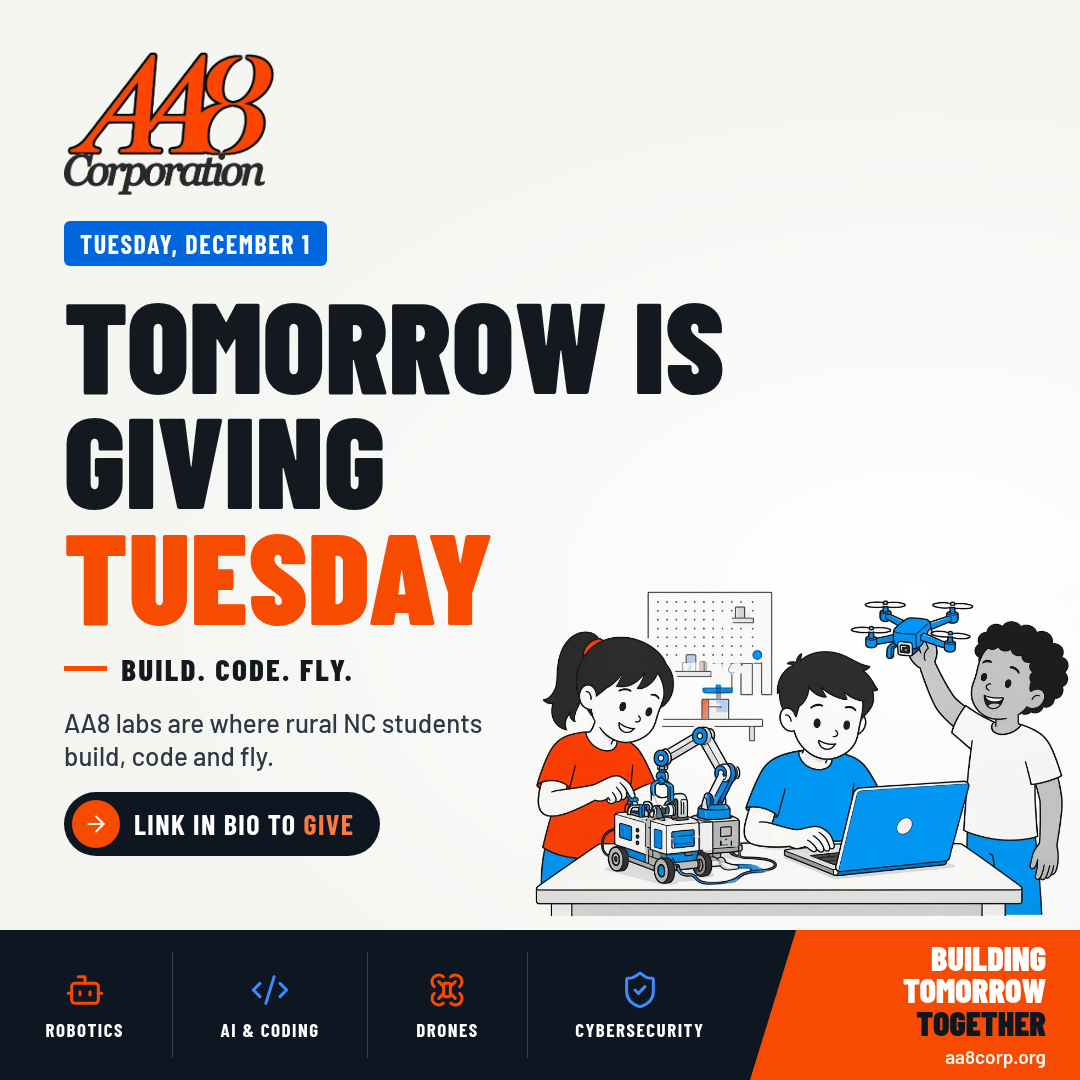 AA8
Corporation
TUESDAY, DECEMBER 1
TOMORROW IS
GIVING
TUESDAY
BUILD. CODE. FLY.
AA8 labs are where rural NC students
build, code and fly.
LINK IN BIO TO GIVE
ROBOTICS
AI & CODING
DRONES
CYBERSECURITY
BUILDING
TOMORROW
TOGETHER
aa8corp.org